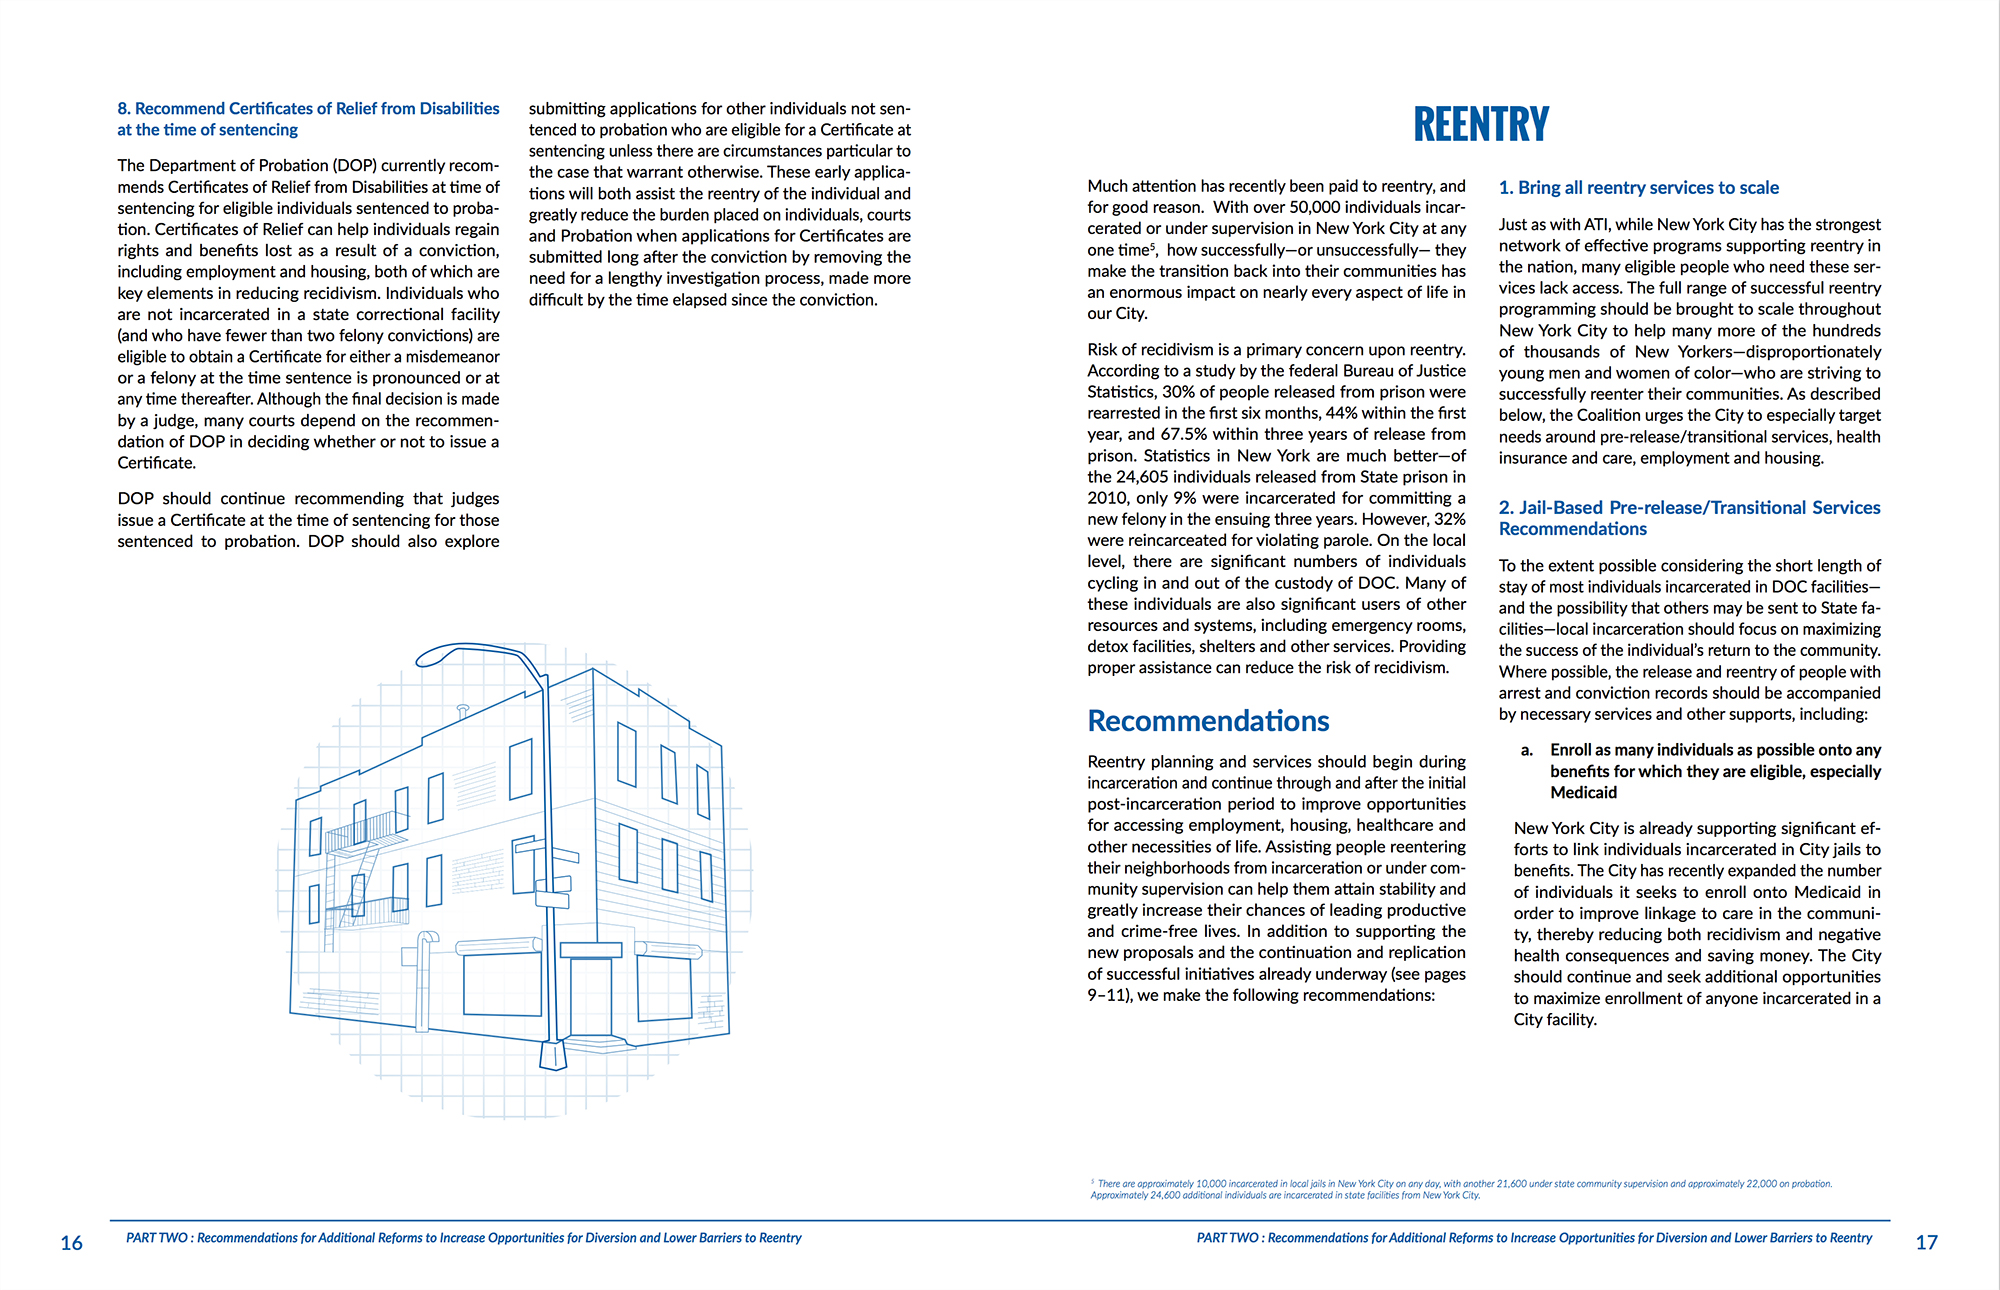 8. Recommend Certificates of Relief from Disabilities
at the time of sentencing
The Department of Probation (DOP) currently recom-
mends Certificates of Relief from Disabilities at time of
sentencing for eligible individuals sentenced to proba-
tion. Certificates of Relief can help individuals regain
rights and benefits lost as a result of a conviction,
including employment and housing, both of which are
key elements in reducing recidivism. Individuals who
are not incarcerated in a state correctional facility
(and who have fewer than two felony convictions) are
eligible to obtain a Certificate for either a misdemeanor
or a felony at the time sentence is pronounced or at
any time thereafter. Although the final decision is made
by a judge, many courts depend on the recommen-
dation of DOP in deciding whether or not to issue a
Certificate.
DOP should continue recommending that judges
issue a Certificate at the time of sentencing for those
sentenced to probation. DOP should also explore
submitting applications for other individuals not sen-
tenced to probation who are eligible for a Certificate at
sentencing unless there are circumstances particular to
the case that warrant otherwise. These early applica-
tions will both assist the reentry of the individual and
greatly reduce the burden placed on individuals, courts
and Probation when applications for Certificates are
submitted long after the conviction by removing the
need for a lengthy investigation process, made more
difficult by the time elapsed since the conviction.
16
PART TWO : Recommendations for Additional Reforms to Increase Opportunities for Diversion and Lower Barriers to Reentry
REENTRY
Much attention has recently been paid to reentry, and
for good reason. With over 50,000 individuals incar-
cerated or under supervision in New York City at any
one time⁵, how successfully—or unsuccessfully— they
make the transition back into their communities has
an enormous impact on nearly every aspect of life in
our City.
Risk of recidivism is a primary concern upon reentry.
According to a study by the federal Bureau of Justice
Statistics, 30% of people released from prison were
rearrested in the first six months, 44% within the first
year, and 67.5% within three years of release from
prison. Statistics in New York are much better—of
the 24,605 individuals released from State prison in
2010, only 9% were incarcerated for committing a
new felony in the ensuing three years. However, 32%
were reincarceated for violating parole. On the local
level, there are significant numbers of individuals
cycling in and out of the custody of DOC. Many of
these individuals are also significant users of other
resources and systems, including emergency rooms,
detox facilities, shelters and other services. Providing
proper assistance can reduce the risk of recidivism.
Recommendations
Reentry planning and services should begin during
incarceration and continue through and after the initial
post-incarceration period to improve opportunities
for accessing employment, housing, healthcare and
other necessities of life. Assisting people reentering
their neighborhoods from incarceration or under com-
munity supervision can help them attain stability and
greatly increase their chances of leading productive
and crime-free lives. In addition to supporting the
new proposals and the continuation and replication
of successful initiatives already underway (see pages
9–11), we make the following recommendations:
1. Bring all reentry services to scale
Just as with ATI, while New York City has the strongest
network of effective programs supporting reentry in
the nation, many eligible people who need these ser-
vices lack access. The full range of successful reentry
programming should be brought to scale throughout
New York City to help many more of the hundreds
of thousands of New Yorkers—disproportionately
young men and women of color—who are striving to
successfully reenter their communities. As described
below, the Coalition urges the City to especially target
needs around pre-release/transitional services, health
insurance and care, employment and housing.
2. Jail-Based Pre-release/Transitional Services
Recommendations
To the extent possible considering the short length of
stay of most individuals incarcerated in DOC facilities—
and the possibility that others may be sent to State fa-
cilities—local incarceration should focus on maximizing
the success of the individual's return to the community.
Where possible, the release and reentry of people with
arrest and conviction records should be accompanied
by necessary services and other supports, including:
a. Enroll as many individuals as possible onto any
benefits for which they are eligible, especially
Medicaid
New York City is already supporting significant ef-
forts to link individuals incarcerated in City jails to
benefits. The City has recently expanded the number
of individuals it seeks to enroll onto Medicaid in
order to improve linkage to care in the communi-
ty, thereby reducing both recidivism and negative
health consequences and saving money. The City
should continue and seek additional opportunities
to maximize enrollment of anyone incarcerated in a
City facility.
⁵ There are approximately 10,000 incarcerated in local jails in New York City on any day, with another 21,600 under state community supervision and approximately 22,000 on probation.
Approximately 24,600 additional individuals are incarcerated in state facilities from New York City.
PART TWO : Recommendations for Additional Reforms to Increase Opportunities for Diversion and Lower Barriers to Reentry
17